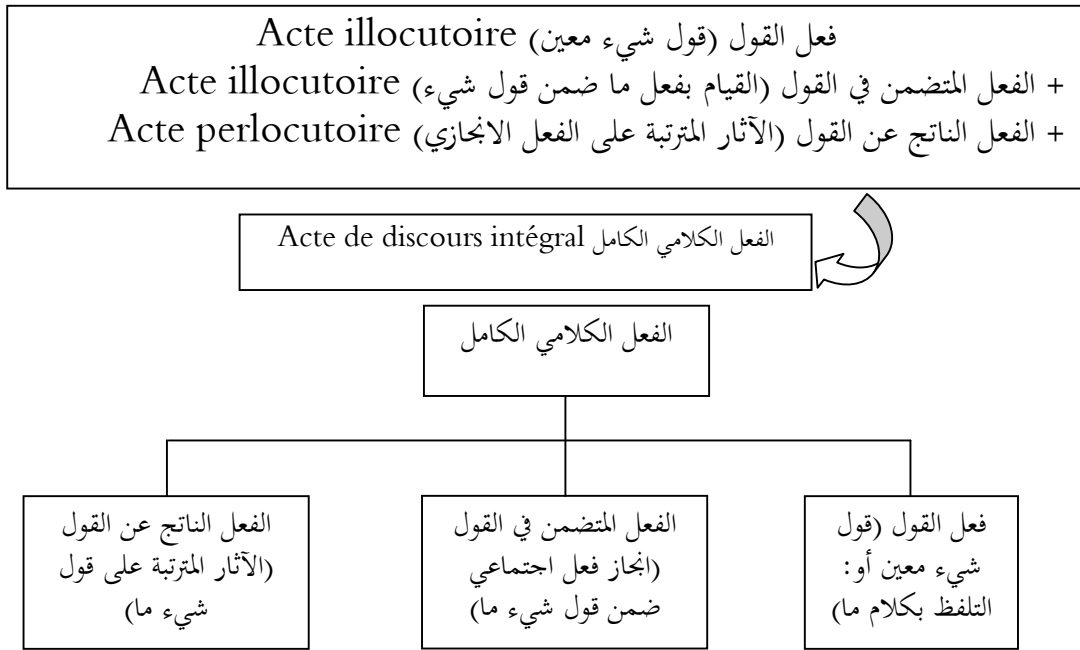 فعل القول (قول شيء معين) Acte illocutoire
+ الفعل المتضمن في القول (القيام بفعل ما ضمن قول شيء) Acte illocutoire
+ الفعل الناتج عن القول (الآثار المترتبة على الفعل الانجازي) Acte perlocutoire
الفعل الكلامي الكامل Acte de discours intégral
الفعل الكلامي الكامل
فعل القول (قول
شيء معين أو:
التلفظ بكلام ما)
الفعل المتضمن في القول
(انجاز فعل اجتماعي
ضمن قول شيء ما)
الفعل الناتج عن القول
(الآثار المترتبة على قول
شيء ما)